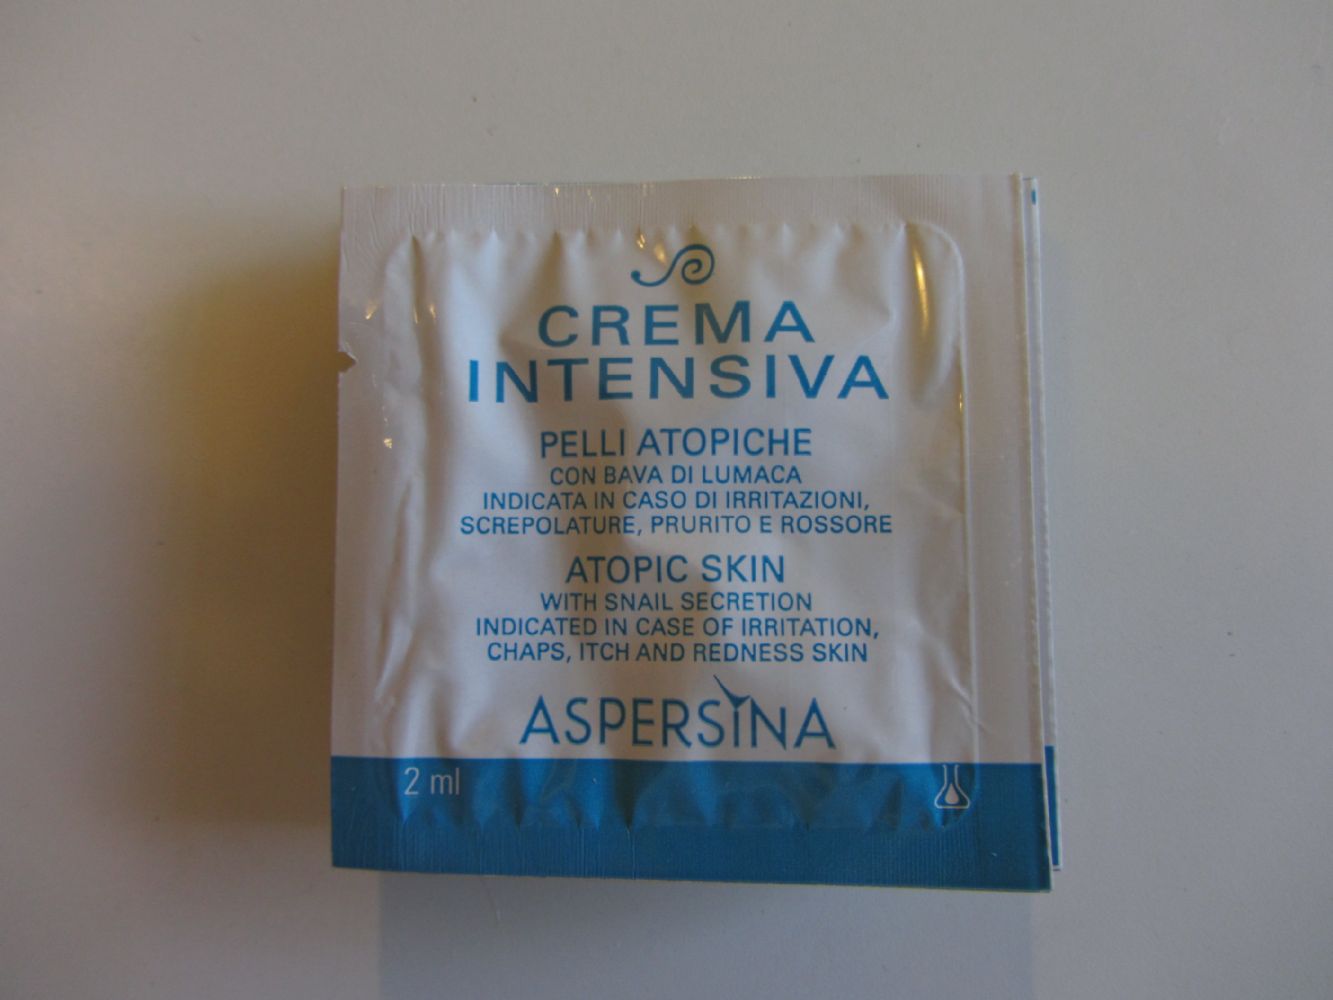 CREMA
INTENSIVA
PELLI ATOPICHE
CON BAVA DI LUMACA
INDICATA IN CASO DI IRRITAZIONI,
SCREPOLATURE, PRURITO E ROSSORE
ATOPIC SKIN
WITH SNAIL SECRETION
INDICATED IN CASE OF IRRITATION,
CHAPS, ITCH AND REDNESS SKIN
ASPERSINA
2 ml